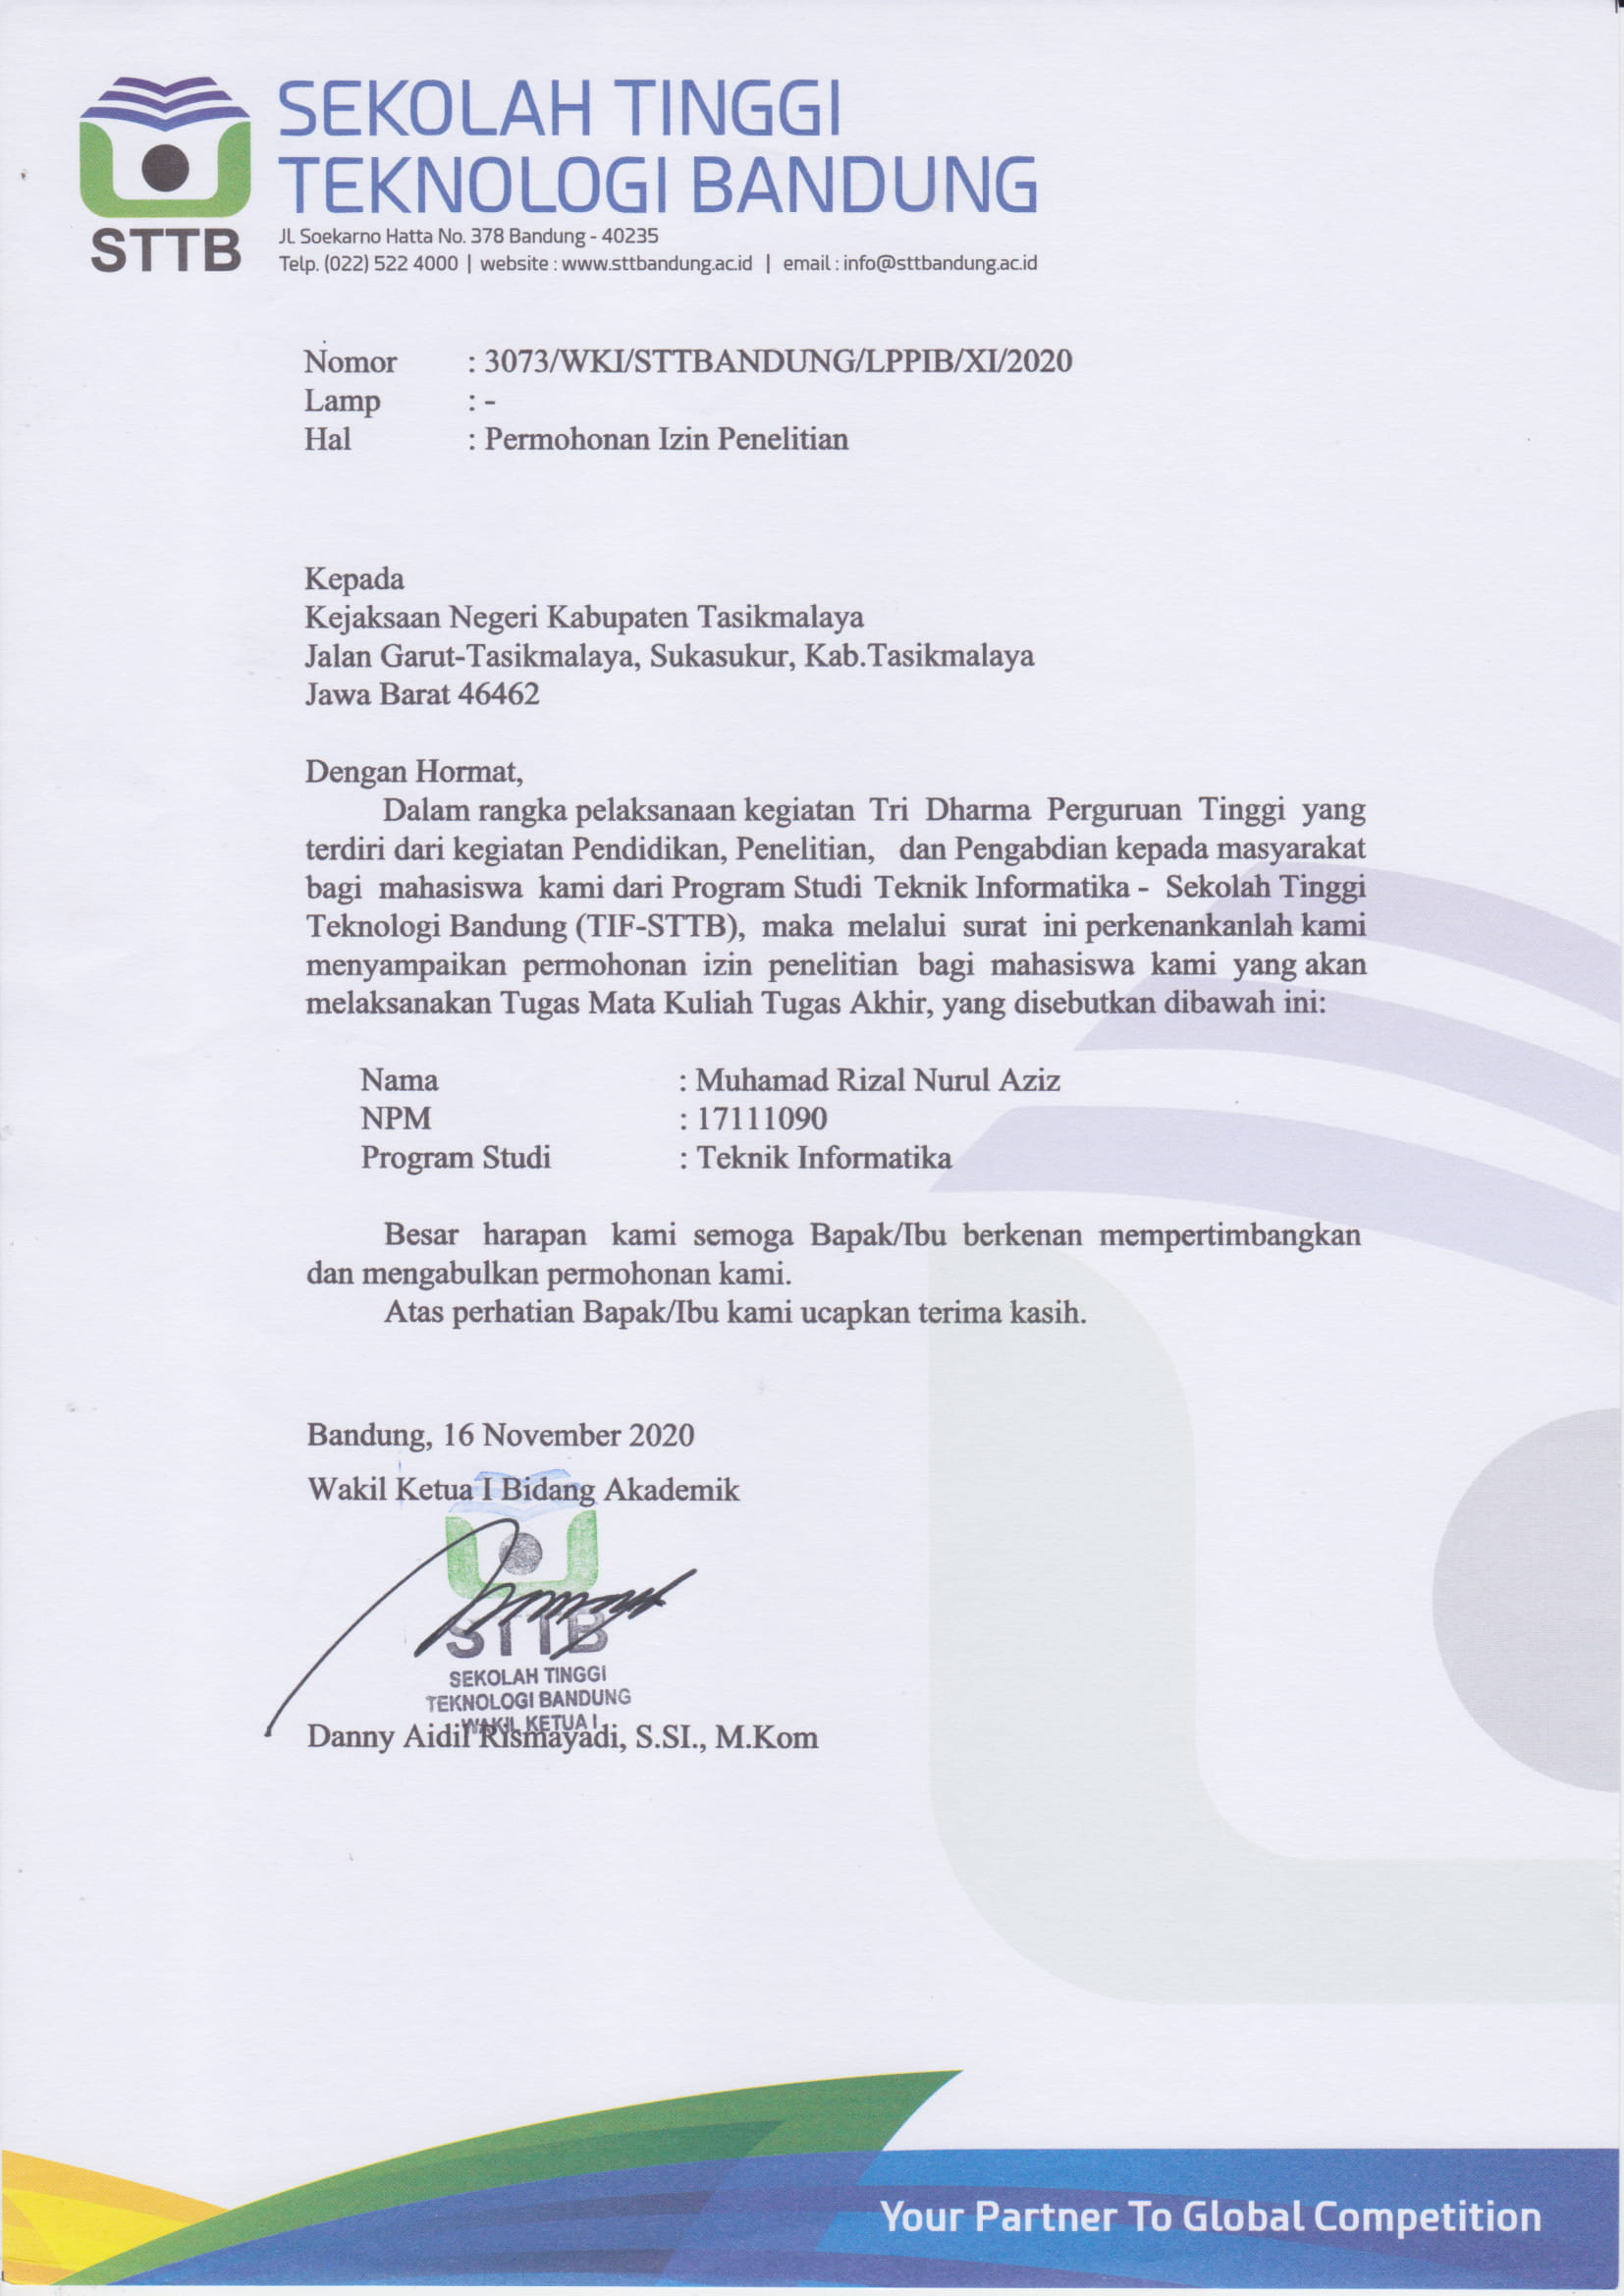 SEKOLAH TINGGI
TEKNOLOGI BANDUNG
STTB
Jl. Soekarno Hatta No. 378 Bandung - 40235
Telp. (022) 522 4000 | website : www.sttbandung.ac.id | email : info@sttbandung.ac.id
Nomor : 3073/WKI/STTBANDUNG/LPPIB/XI/2020
Lamp : -
Hal : Permohonan Izin Penelitian
Kepada
Kejaksaan Negeri Kabupaten Tasikmalaya
Jalan Garut-Tasikmalaya, Sukasukur, Kab.Tasikmalaya
Jawa Barat 46462
Dengan Hormat,
Dalam rangka pelaksanaan kegiatan Tri Dharma Perguruan Tinggi yang
terdiri dari kegiatan Pendidikan, Penelitian, dan Pengabdian kepada masyarakat
bagi mahasiswa kami dari Program Studi Teknik Informatika - Sekolah Tinggi
Teknologi Bandung (TIF-STTB), maka melalui surat ini perkenankanlah kami
menyampaikan permohonan izin penelitian bagi mahasiswa kami yang akan
melaksanakan Tugas Mata Kuliah Tugas Akhir, yang disebutkan dibawah ini:
Nama : Muhamad Rizal Nurul Aziz
NPM : 17111090
Program Studi : Teknik Informatika
Besar harapan kami semoga Bapak/Ibu berkenan mempertimbangkan
dan mengabulkan permohonan kami.
Atas perhatian Bapak/Ibu kami ucapkan terima kasih.
Bandung, 16 November 2020
Wakil Ketua I Bidang Akademik
STTB
SEKOLAH TINGGI
TEKNOLOGI BANDUNG
WAKIL KETUA I
Danny Aidil Rismayadi, S.SI., M.Kom
Your Partner To Global Competition